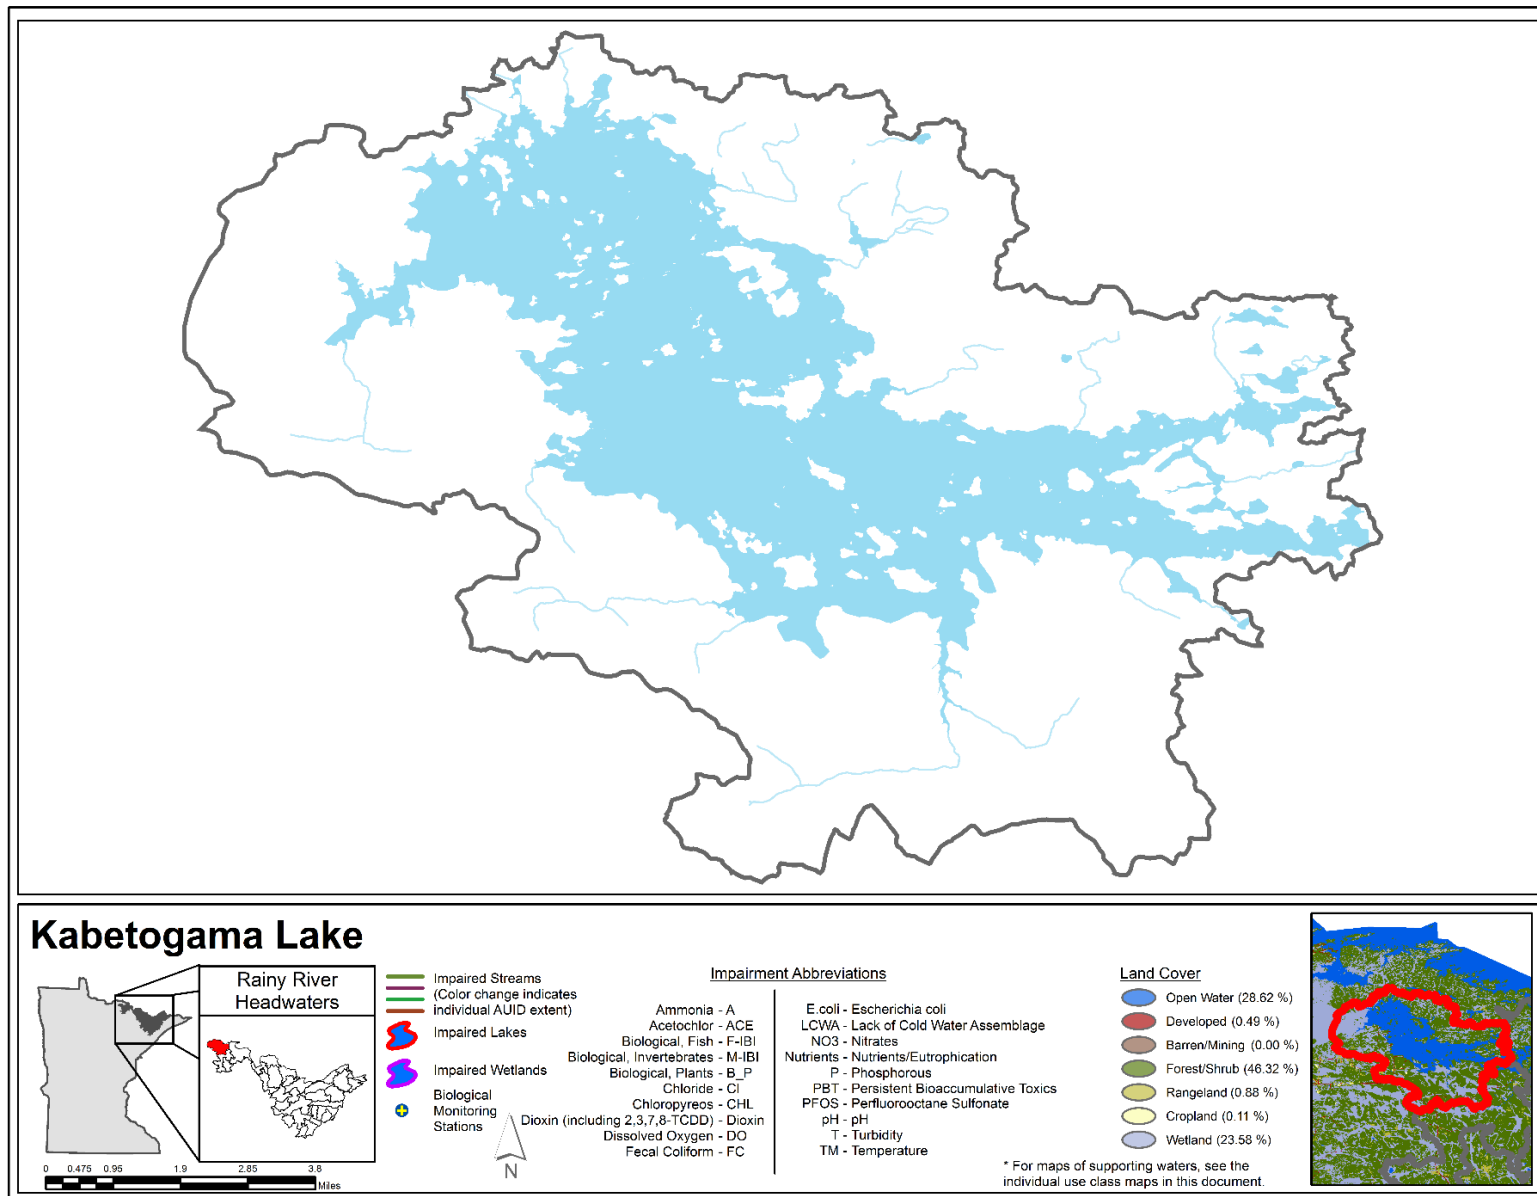 Kabetogama Lake
Rainy River
Headwaters
0 0.475 0.95 1.9 2.85 3.8
Miles
Impaired Streams
(Color change indicates
individual AUID extent)
Impaired Lakes
Impaired Wetlands
Biological
Monitoring
Stations
N
Impairment Abbreviations
Ammonia - A
Acetochlor - ACE
Biological, Fish - F-IBI
Biological, Invertebrates - M-IBI
Biological, Plants - B_P
Chloride - Cl
Chloropyreos - CHL
Dioxin (including 2,3,7,8-TCDD) - Dioxin
Dissolved Oxygen - DO
Fecal Coliform - FC
E.coli - Escherichia coli
LCWA - Lack of Cold Water Assemblage
NO3 - Nitrates
Nutrients - Nutrients/Eutrophication
P - Phosphorous
PBT - Persistent Bioaccumulative Toxics
PFOS - Perfluorooctane Sulfonate
pH - pH
T - Turbidity
TM - Temperature
Land Cover
Open Water (28.62 %)
Developed (0.49 %)
Barren/Mining (0.00 %)
Forest/Shrub (46.32 %)
Rangeland (0.88 %)
Cropland (0.11 %)
Wetland (23.58 %)
* For maps of supporting waters, see the
individual use class maps in this document.